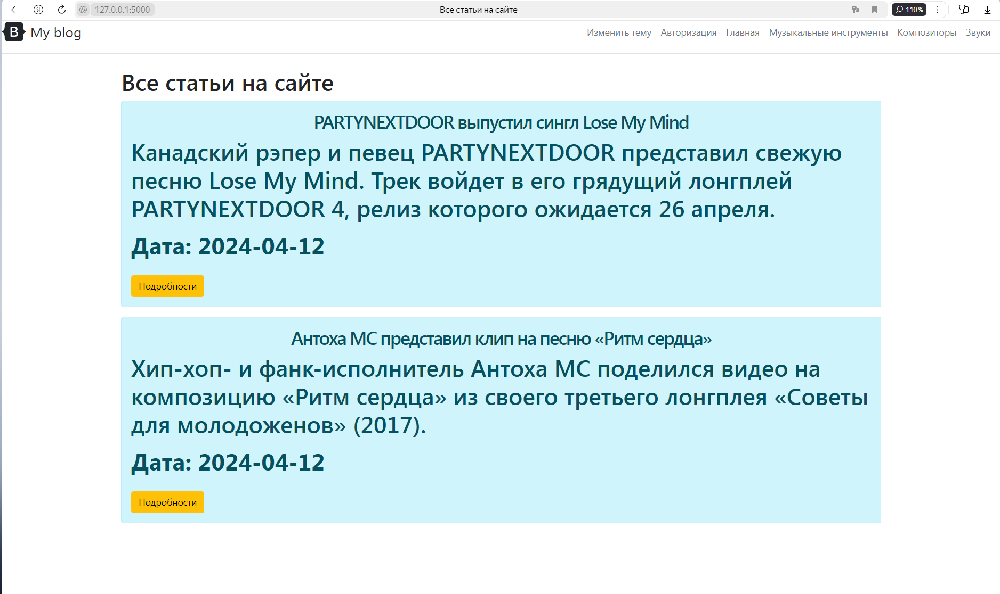 127.0.0.1:5000
Все статьи на сайте
110%
B My blog
Изменить тему Авторизация Главная Музыкальные инструменты Композиторы Звуки
Все статьи на сайте
PARTYNEXTDOOR выпустил сингл Lose My Mind
Канадский рэпер и певец PARTYNEXTDOOR представил свежую
песню Lose My Mind. Трек войдет в его грядущий лонгплей
PARTYNEXTDOOR 4, релиз которого ожидается 26 апреля.
Дата: 2024-04-12
Подробности
Антоха МС представил клип на песню «Ритм сердца»
Хип-хоп- и фанк-исполнитель Антоха МС поделился видео на
композицию «Ритм сердца» из своего третьего лонгплея «Советы
для молодоженов» (2017).
Дата: 2024-04-12
Подробности